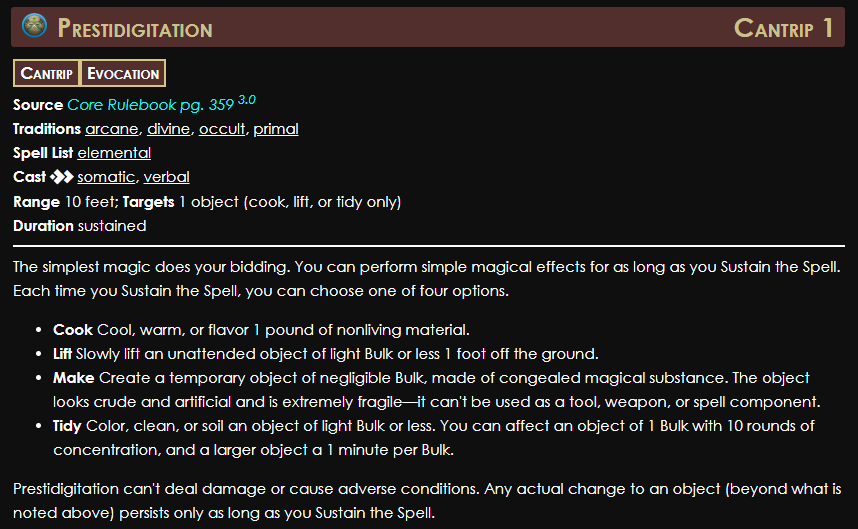 Prestidigitation Cantrip 1
Cantrip Evocation
Source Core Rulebook pg. 359 3.0
Traditions arcane, divine, occult, primal
Spell List elemental
Cast somatic, verbal
Range 10 feet; Targets 1 object (cook, lift, or tidy only)
Duration sustained
The simplest magic does your bidding. You can perform simple magical effects for as long as you Sustain the Spell.
Each time you Sustain the Spell, you can choose one of four options.
• Cook Cool, warm, or flavor 1 pound of nonliving material.
• Lift Slowly lift an unattended object of light Bulk or less 1 foot off the ground.
• Make Create a temporary object of negligible Bulk, made of congealed magical substance. The object
looks crude and artificial and is extremely fragile—it can't be used as a tool, weapon, or spell component.
• Tidy Color, clean, or soil an object of light Bulk or less. You can affect an object of 1 Bulk with 10 rounds of
concentration, and a larger object a 1 minute per Bulk.
Prestidigitation can't deal damage or cause adverse conditions. Any actual change to an object (beyond what is
noted above) persists only as long as you Sustain the Spell.